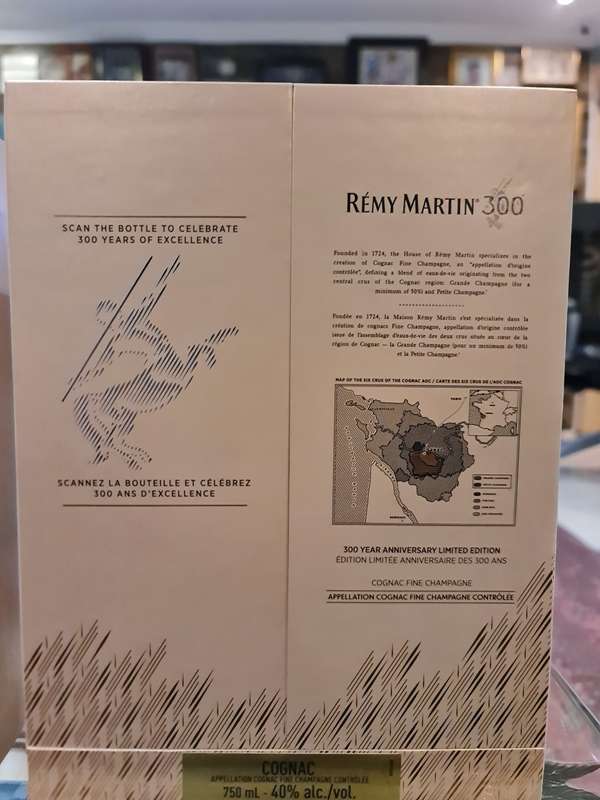 SCAN THE BOTTLE TO CELEBRATE
300 YEARS OF EXCELLENCE
SCANNEZ LA BOUTEILLE ET CÉLÉBREZ
300 ANS D'EXCELLENCE
RÉMY MARTIN® 300
Founded in 1724, the House of Rémy Martin specializes in the
creation of Cognac Fine Champagne, an "appellation d'origine
contrôlée", defining a blend of eaux-de-vie originating from the two
central crus of the Cognac region: Grande Champagne (for a
minimum of 50%) and Petite Champagne.
Fondée en 1724, la Maison Rémy Martin s'est spécialisée dans la
création de cognacs Fine Champagne, appellation d'origine contrôlée
issue de l'assemblage d'eaux-de-vie des deux crus située au cœur de la
région de Cognac – la Grande Champagne (pour un minimum de 50%)
et la Petite Champagne.
MAP OF THE SIX CRUS OF THE COGNAC AOC / CARTE DES SIX CRUS DE L'AOC COGNAC
300 YEAR ANNIVERSARY LIMITED EDITION
ÉDITION LIMITÉE ANNIVERSAIRE DES 300 ANS
COGNAC FINE CHAMPAGNE
APPELLATION COGNAC FINE CHAMPAGNE CONTRÔLÉE
COGNAC
APPELLATION COGNAC FINE CHAMPAGNE CONTRÔLÉE
750 mL - 40% alc./vol.